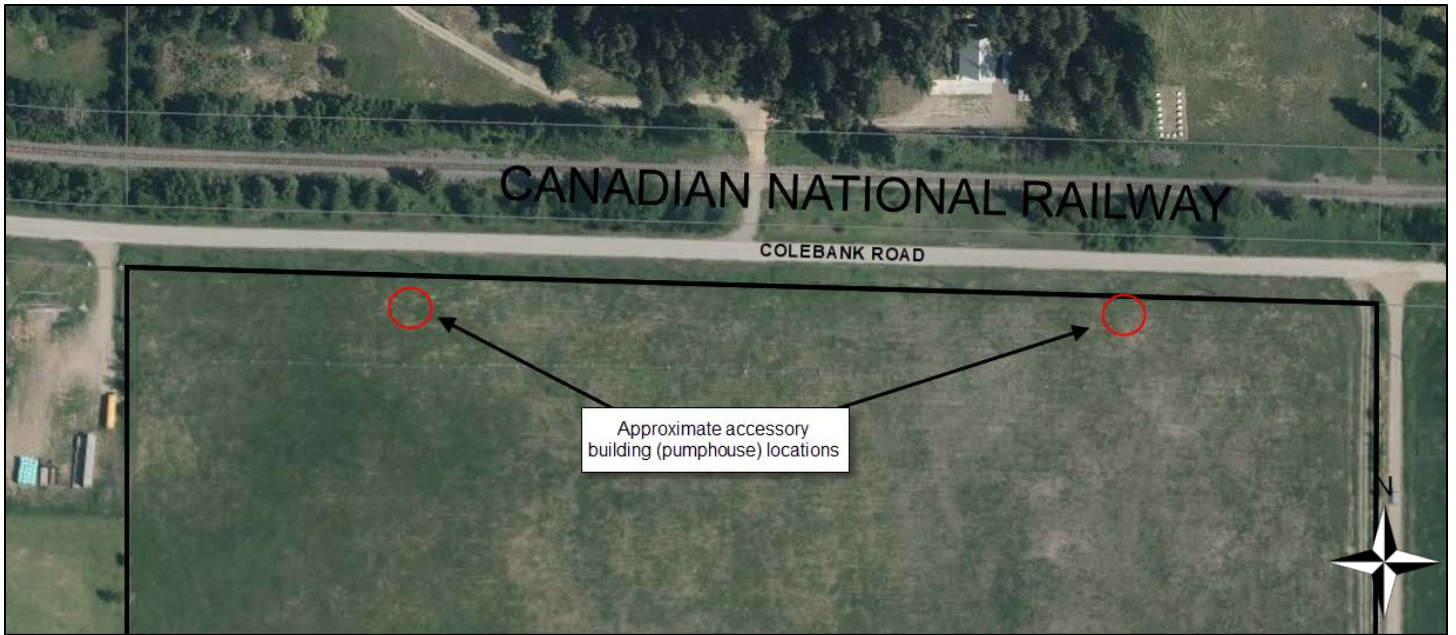 CANADIAN NATIONAL RAILWAY
COLEBANK ROAD
Approximate accessory
building (pumphouse) locations
N